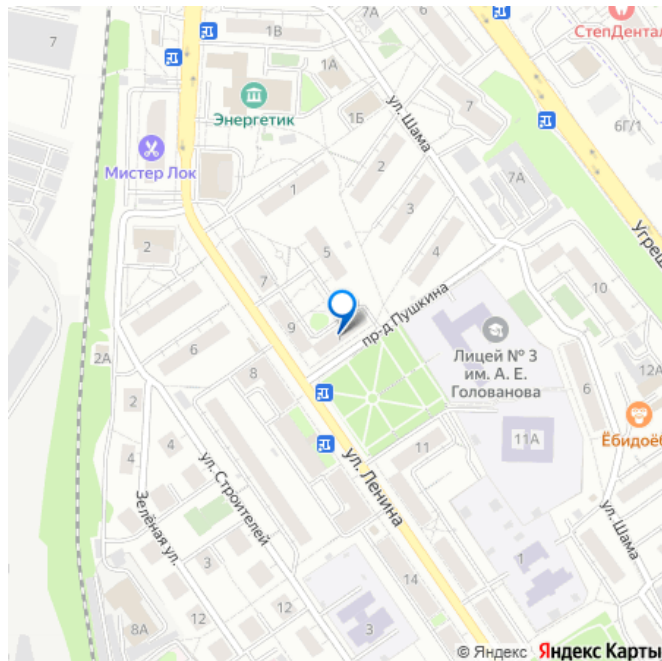 7
1В
7А
СтепДентал
1А
Энергетик
1Б
ул. Шама
7
6Г/1
Мистер Лок
1
2
7А
3
Угреш
2
5
4
7
пр-д Пушкина
10
9
2А
6
8
Лицей № 3
им. А. Е.
Голованова
6
12А
2
4
4
ул. Строителей
11
11А
Ёбидоёб
ул. Ленина
Зелёная ул.
3
ул. Шама
1
14
12
12
8А
3
© Яндекс Яндекс Карты